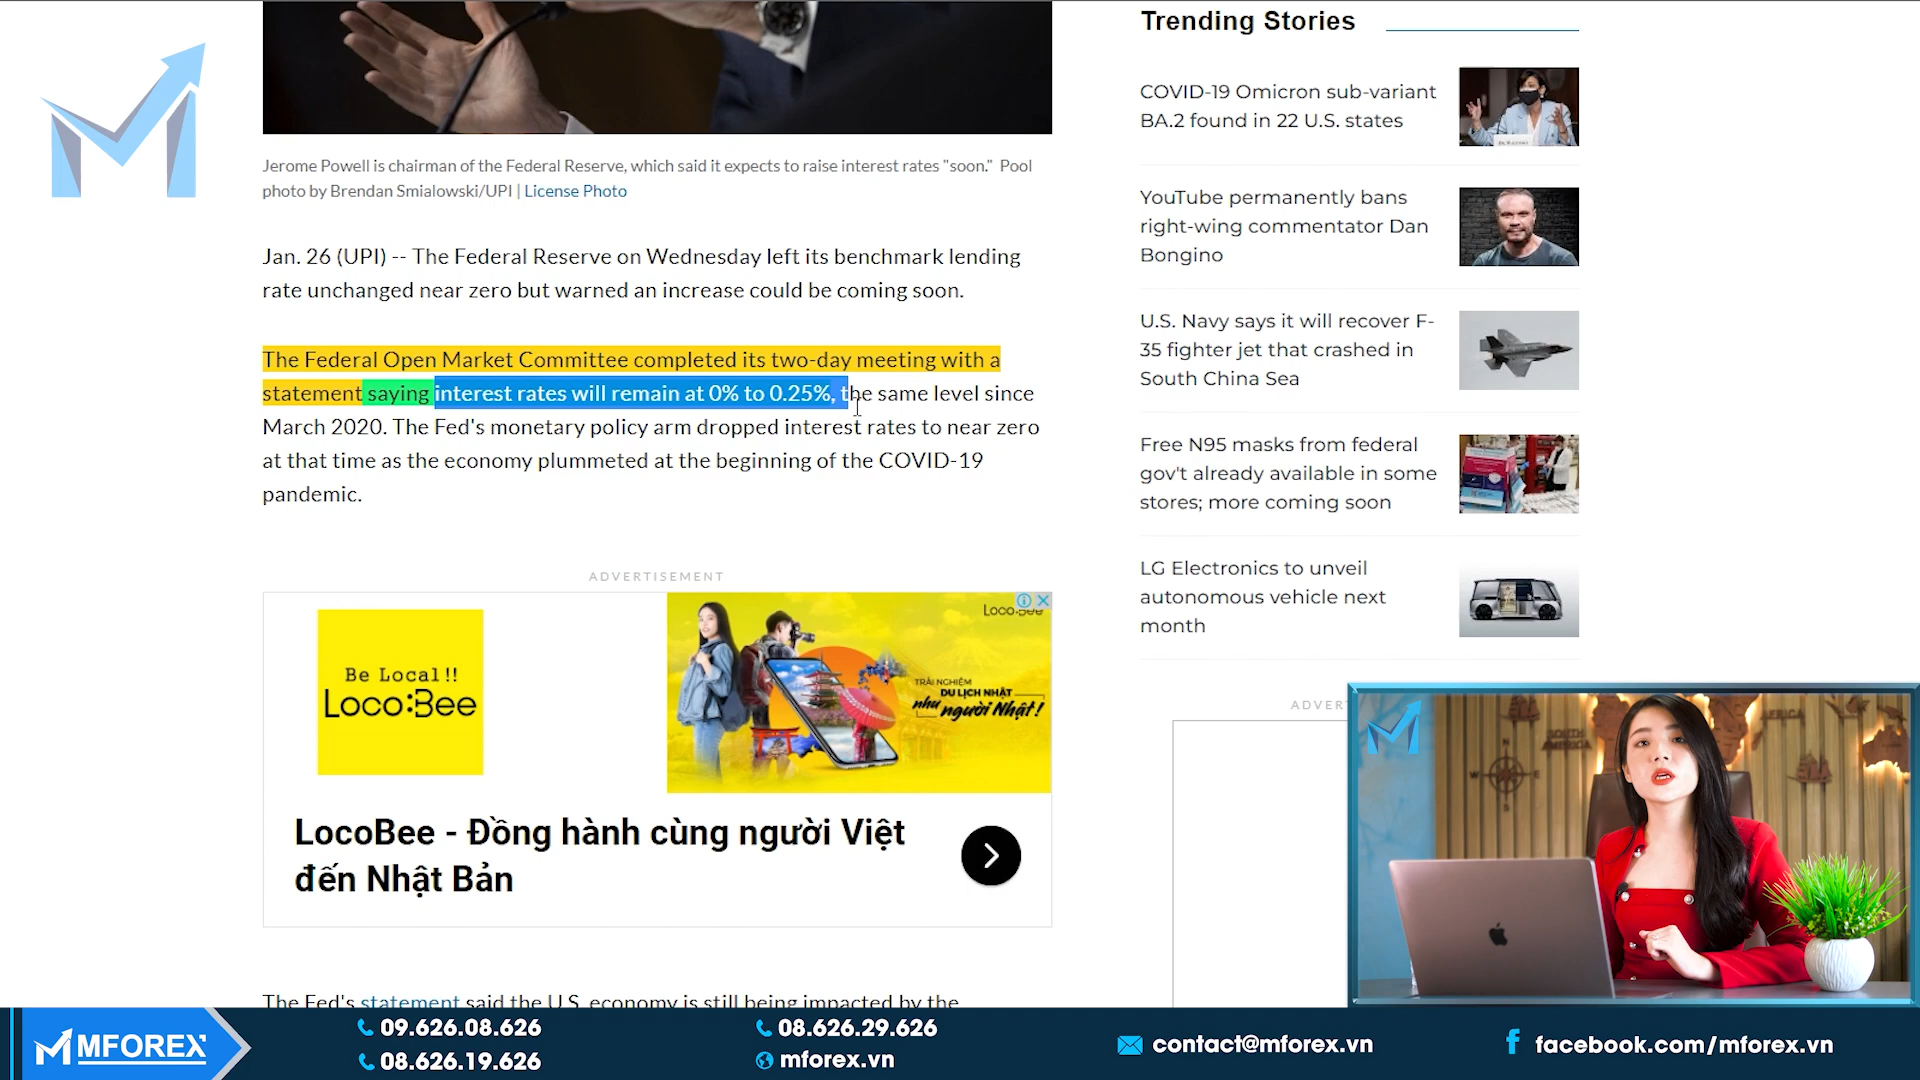 Jerome Powell is chairman of the Federal Reserve, which said it expects to raise interest rates "soon." Pool
photo by Brendan Smialowski/UPI | License Photo
Jan. 26 (UPI) -- The Federal Reserve on Wednesday left its benchmark lending
rate unchanged near zero but warned an increase could be coming soon.
The Federal Open Market Committee completed its two-day meeting with a
statement saying interest rates will remain at 0% to 0.25%, the same level since
March 2020. The Fed's monetary policy arm dropped interest rates to near zero
at that time as the economy plummeted at the beginning of the COVID-19
pandemic.
ADVERTISEMENT
Be Local!!
Loco:Bee
Loco:Bee
TRẢI NGHIỆM
DU LỊCH NHẬT
như người Nhật!
LocoBee - Đồng hành cùng người Việt
đến Nhật Bản
The Fed's statement said the U.S. economy is still being impacted by the
Trending Stories
COVID-19 Omicron sub-variant
BA.2 found in 22 U.S. states
YouTube permanently bans
right-wing commentator Dan
Bongino
U.S. Navy says it will recover F-
35 fighter jet that crashed in
South China Sea
Free N95 masks from federal
gov't already available in some
stores; more coming soon
LG Electronics to unveil
autonomous vehicle next
month
ADVER
SOUTH
AMERICA
AFRICA
MFOREX
09.626.08.626
08.626.19.626
08.626.29.626
mforex.vn
contact@mforex.vn
facebook.com/mforex.vn